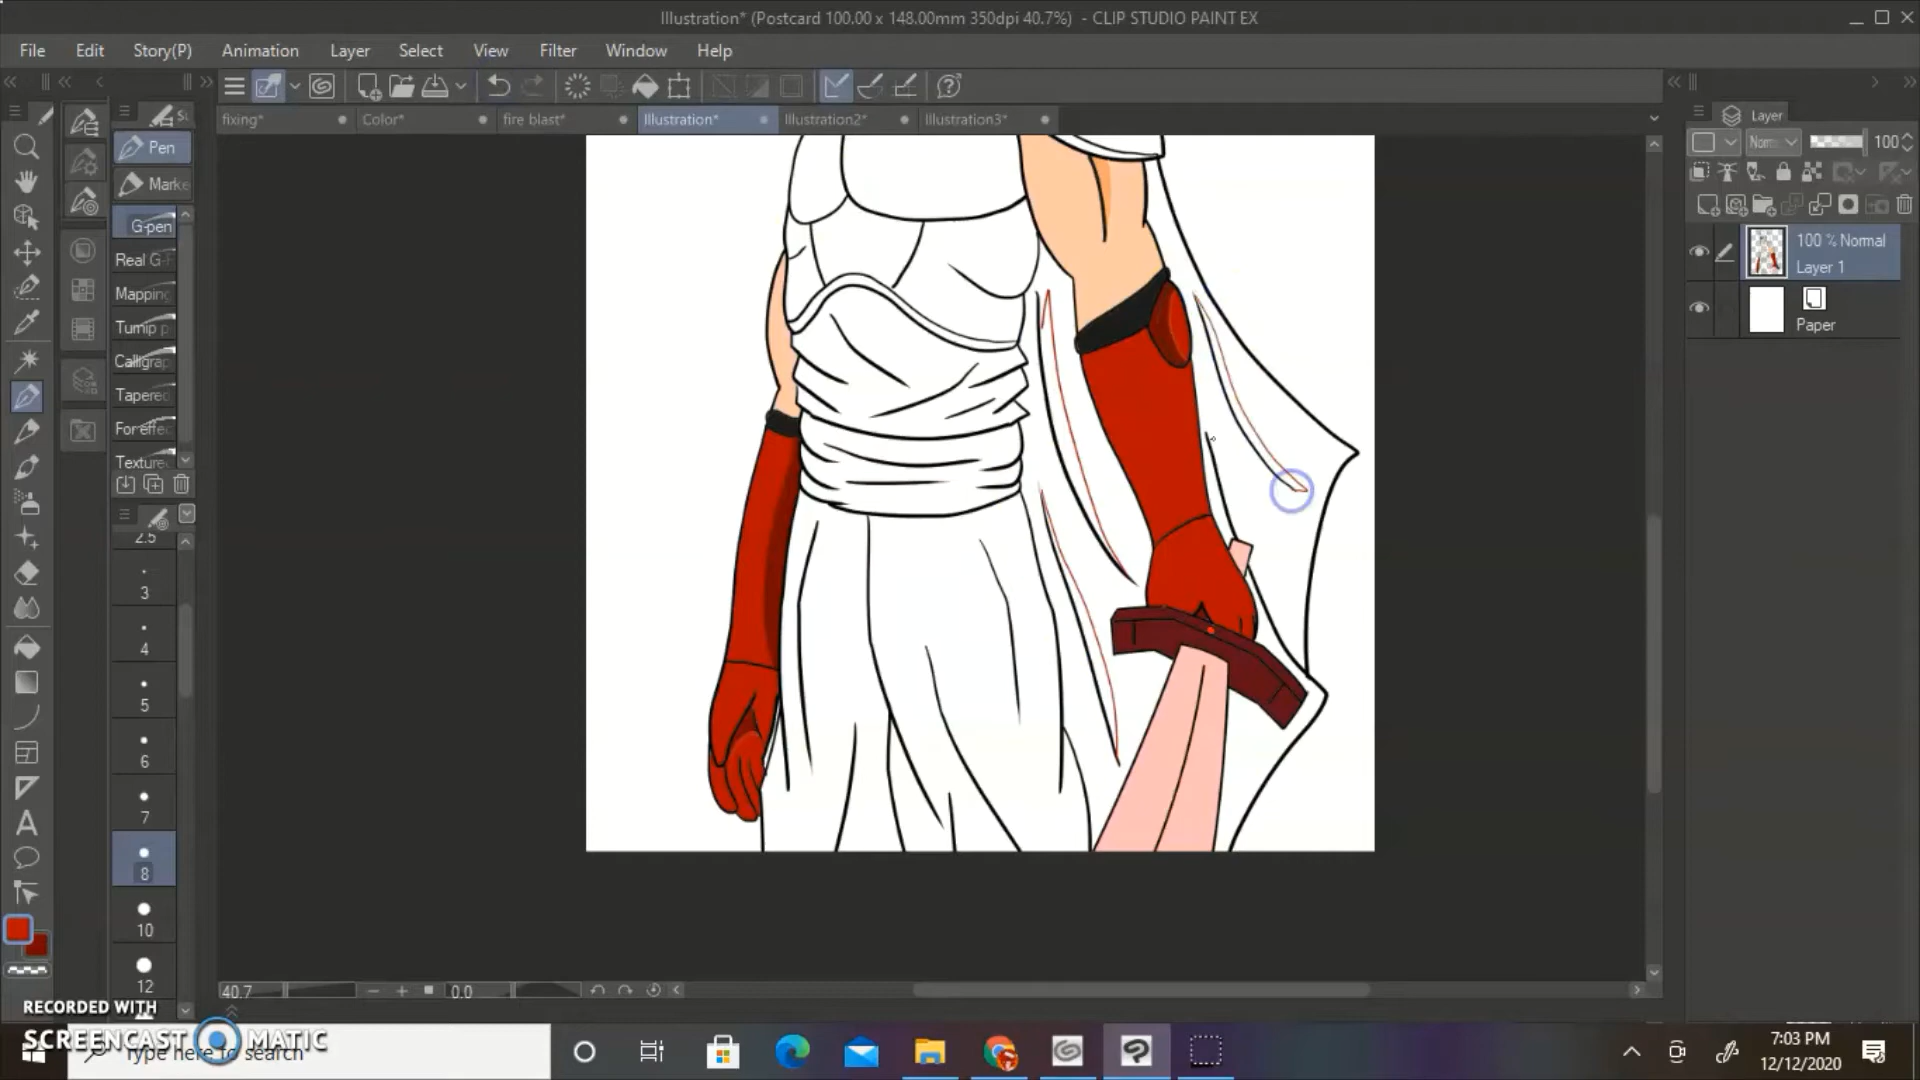 Illustration* (Postcard 100.00 x 148.00mm 350dpi 40.7%) - CLIP STUDIO PAINT EX
File Edit Story(P) Animation Layer Select View Filter Window Help
fixing* Color* fire blast* Illustration* Illustration2* Illustration3*
Layer
Pen
Marke
Norm 100
G-pen
Real G-
Mapping
Turnip p
Calligrap
Tapered
For effec
Texture
100 % Normal
Layer 1
Paper
2.5
3
4
5
6
7
8
10
12
40.7 0.0
RECORDED WITH
SCREENCAST MATIC
Type here to search
7:03 PM
12/12/2020